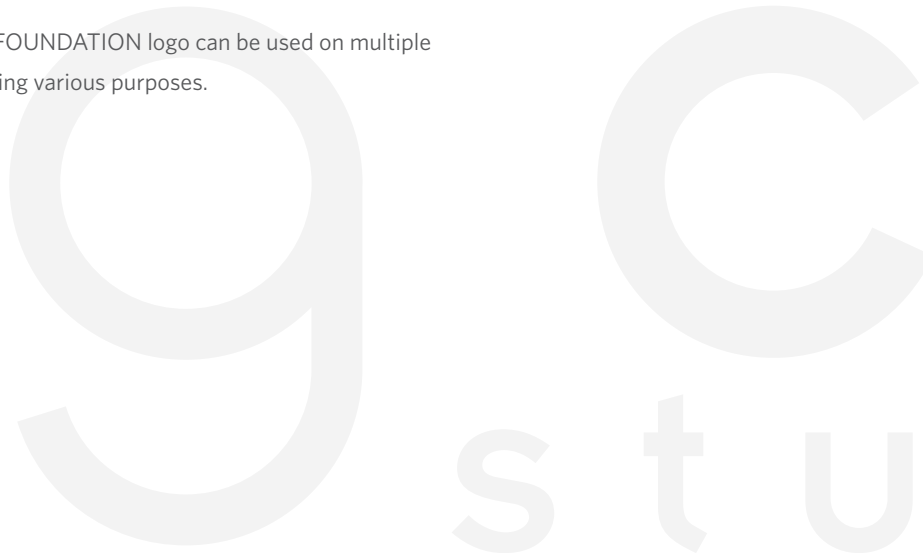 FOUNDATION logo can be used on multiple
ing various purposes.
g c
s t u